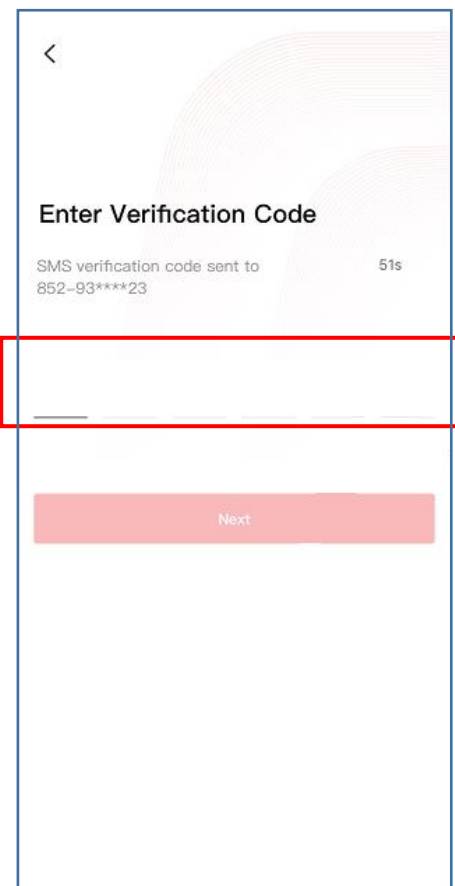 Enter Verification Code
SMS verification code sent to 51s
852-93****23
Next